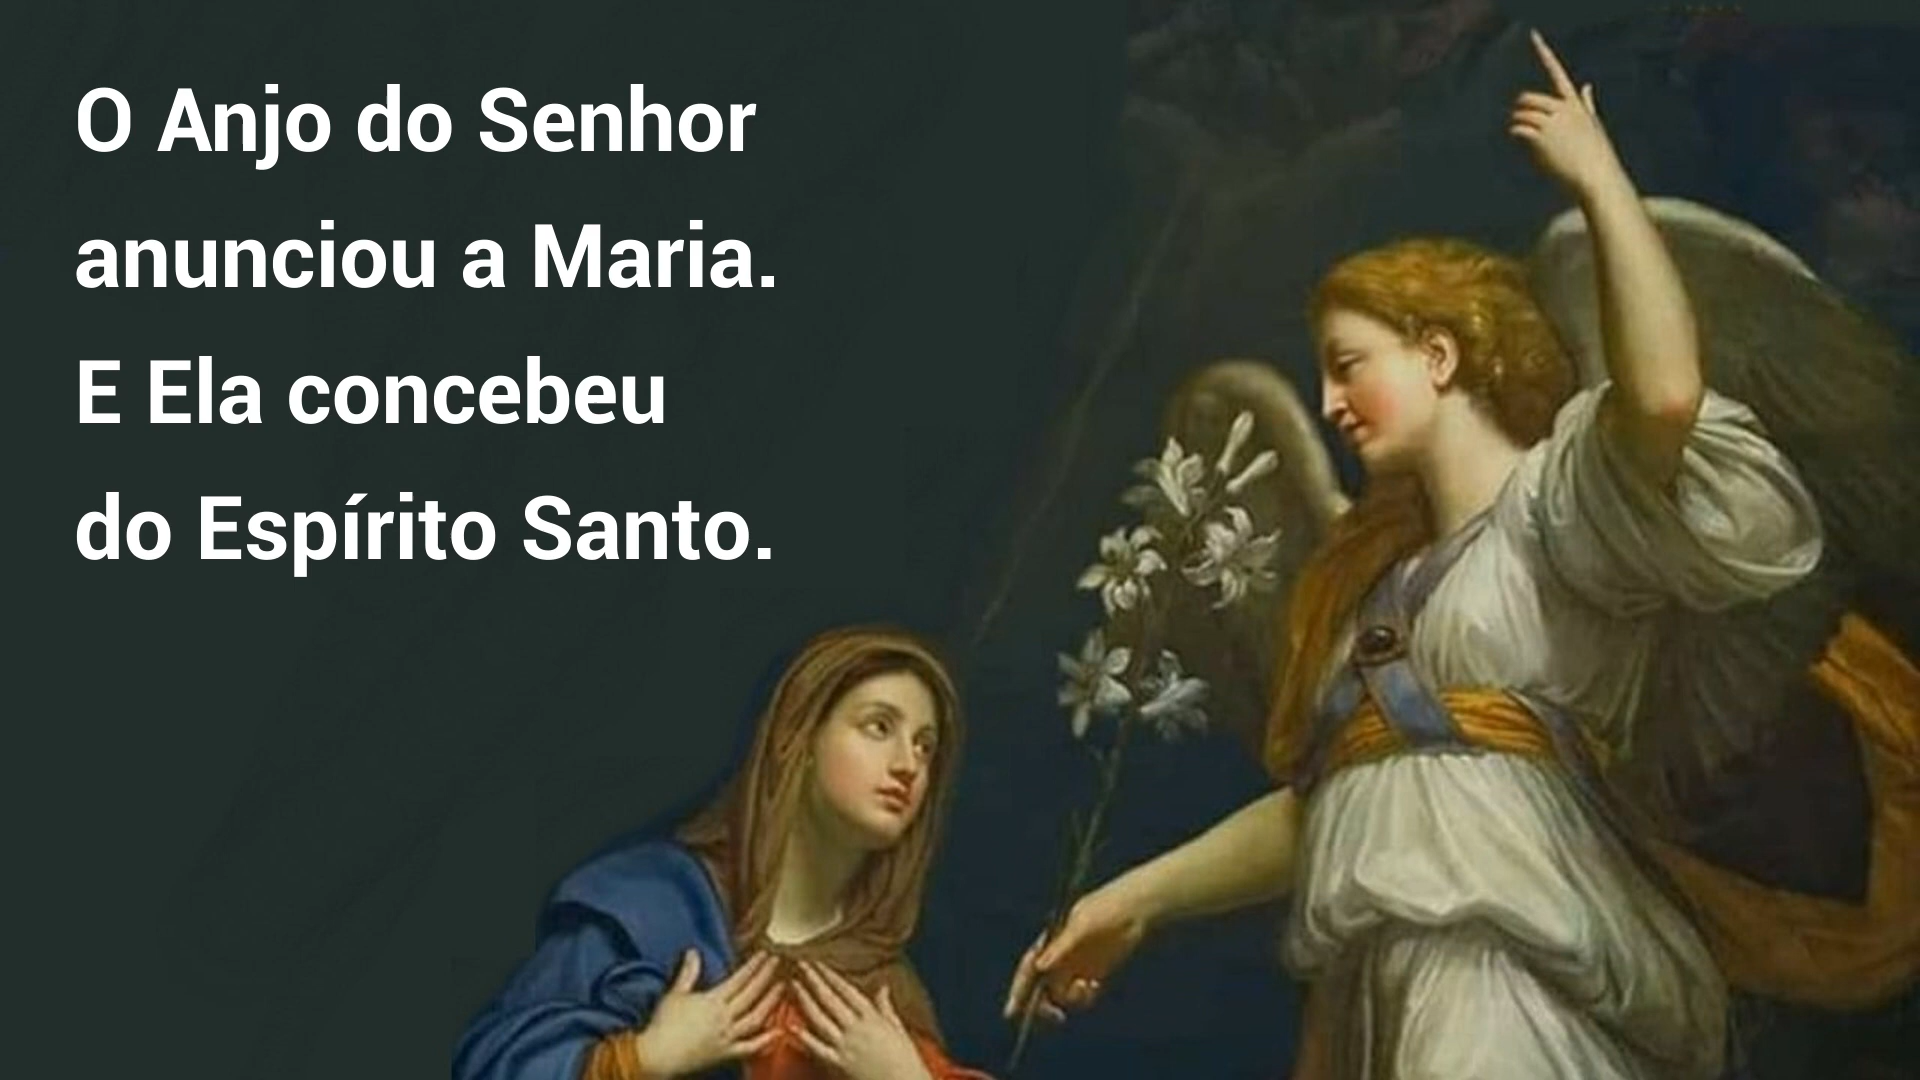 O Anjo do Senhor
anunciou a Maria.
E Ela concebeu
do Espírito Santo.